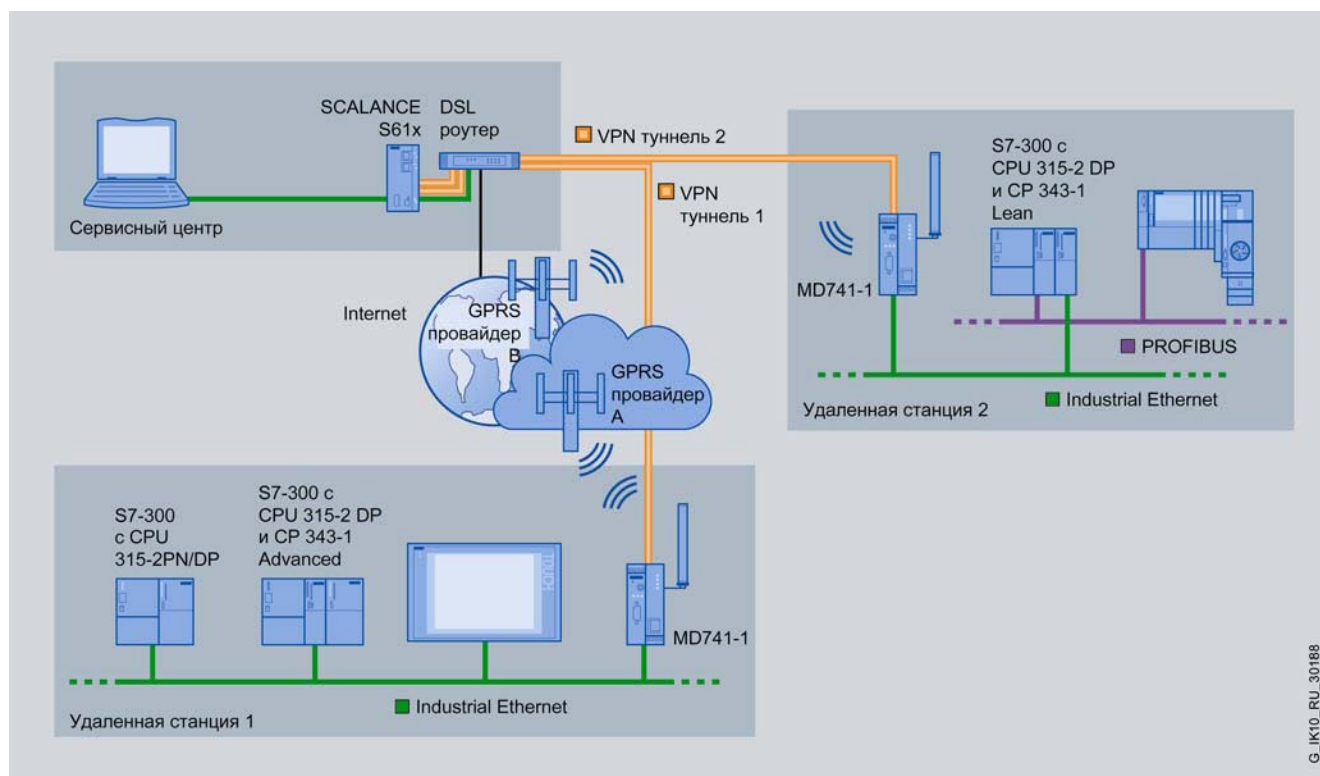 SCALANCE
S61x
DSL
роутер
Сервисный центр
VPN туннель 2
VPN
туннель 1
Internet
GPRS
провайдер
B
GPRS
провайдер
A
MD741-1
S7-300 с
CPU 315-2 DP
и CP 343-1
Lean
PROFIBUS
Industrial Ethernet
Удаленная станция 2
S7-300
с CPU
315-2PN/DP
S7-300 с
CPU 315-2 DP
и CP 343-1
Advanced
MD741-1
Industrial Ethernet
Удаленная станция 1
G_IK10_RU_30188